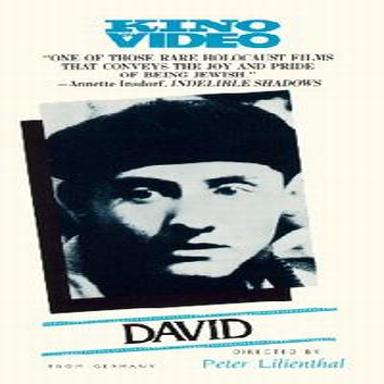 KINO
VIDEO
"ONE OF THOSE RARE HOLOCAUST FILMS
THAT CONVEYS THE JOY AND PRIDE
OF BEING JEWISH."
—Annette Insdorf, INDELIBLE SHADOWS
DAVID
DIRECTED BY
FROM GERMANY Peter Lilienthal